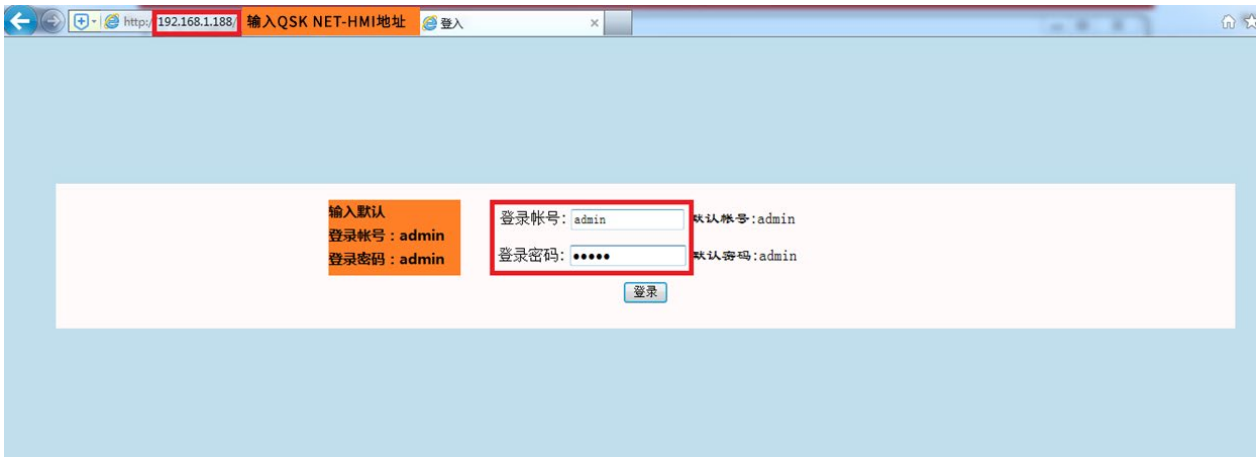 http:/ 192.168.1.188/ 输入QSK NET-HMI地址 登入
输入默认
登录帐号：admin
登录密码：admin
登录帐号: admin 默认帐号:admin
登录密码: ●●●●● 默认密码:admin
登录